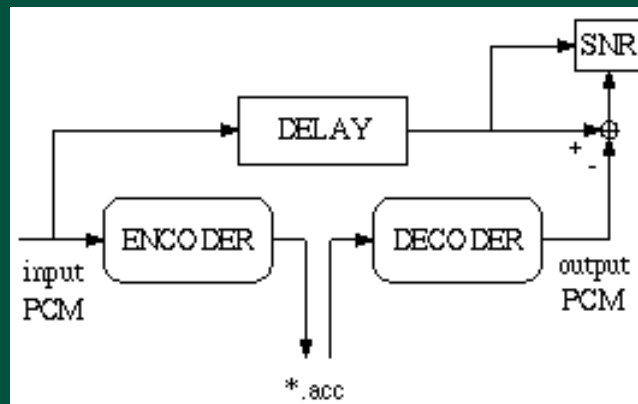 SNR
DELAY
+
-
ENCODER
DECODER
input
PCM
output
PCM
*.acc